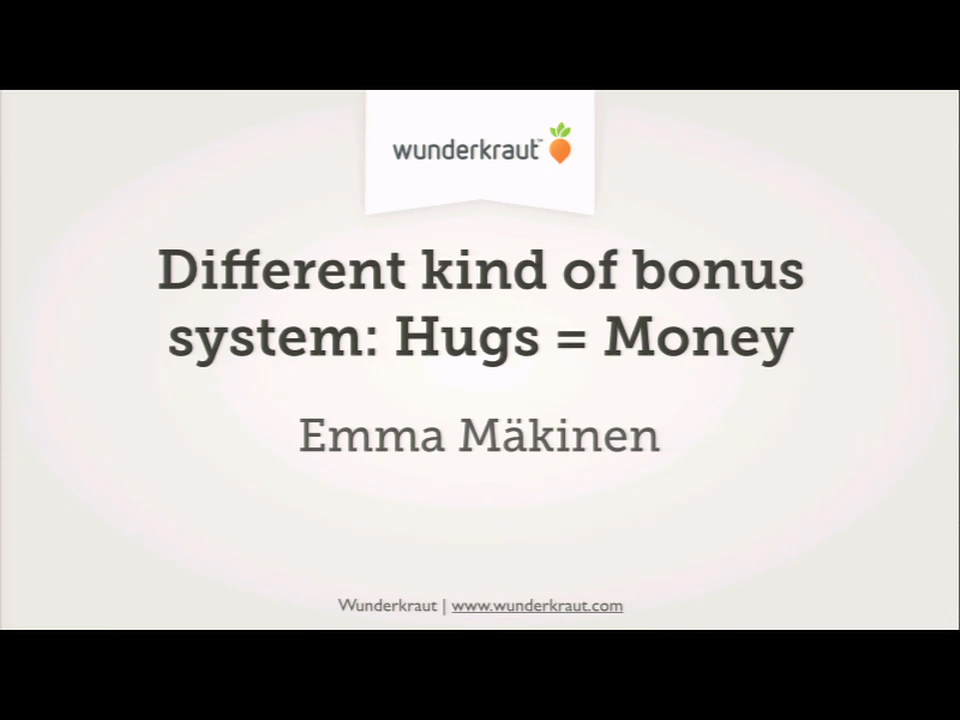 wunderkraut™
Different kind of bonus
system: Hugs = Money
Emma Mäkinen
Wunderkraut | www.wunderkraut.com